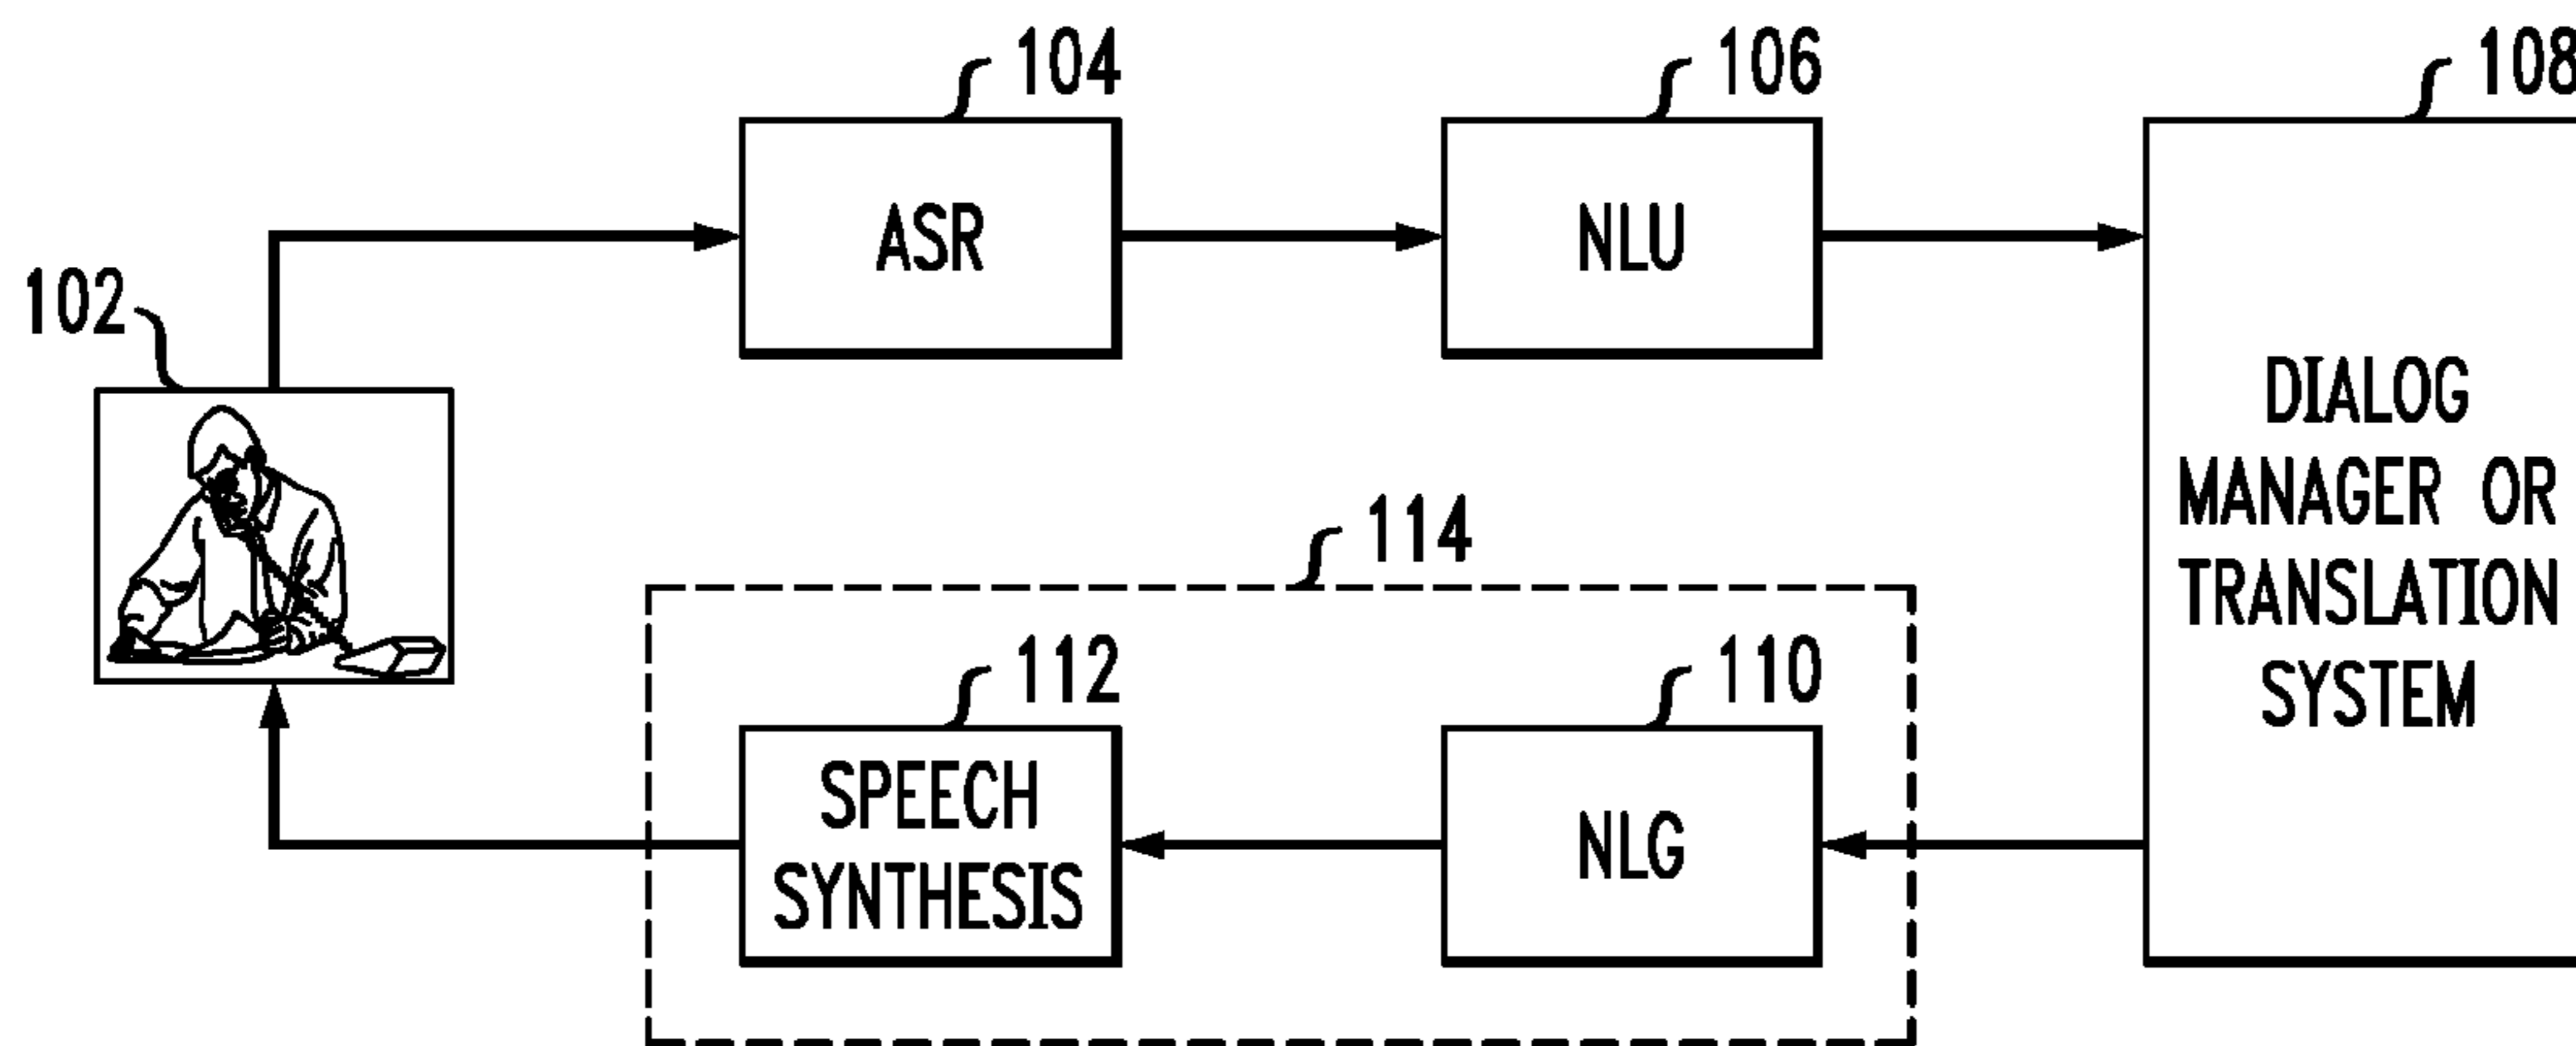 104
106
108
ASR
NLU
102
DIALOG
MANAGER OR
TRANSLATION
SYSTEM
114
112
110
SPEECH
SYNTHESIS
NLG